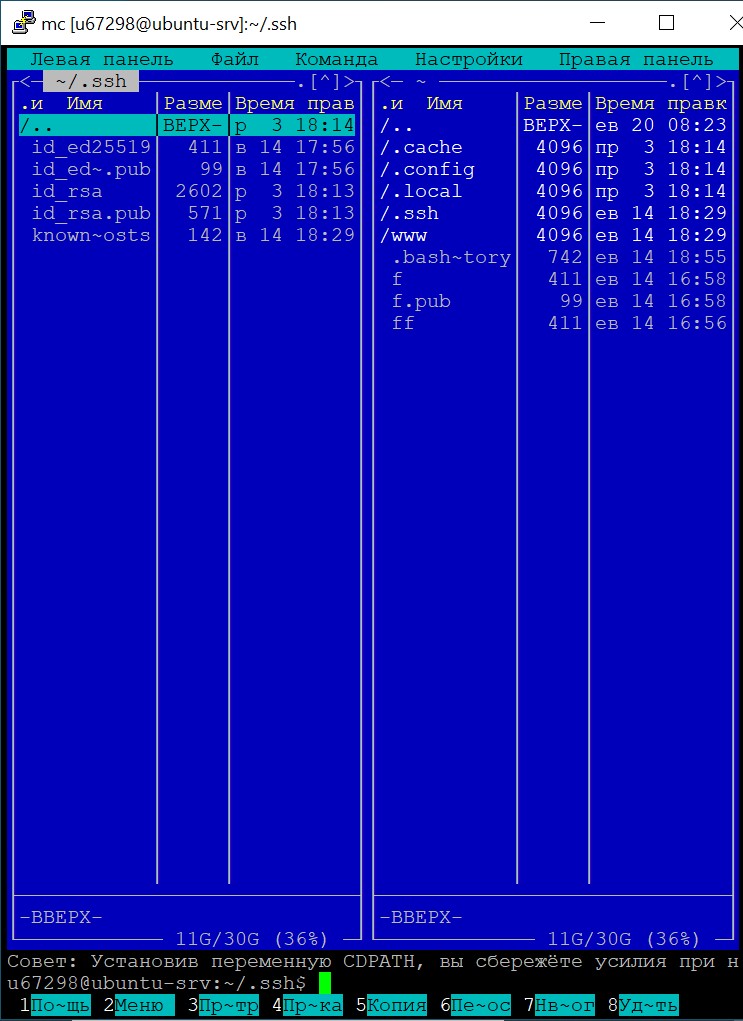 mc [u67298@ubuntu-srv]:~/.ssh
Левая панель Файл Команда Настройки Правая панель
<─ ~/.ssh .[^]> <─ ~ .[^]>
.и Имя Разме Время прав .и Имя Разме Время правк
/.. ВЕРХ- р 3 18:14 /.. ВЕРХ- ев 20 08:23
id_ed25519 411 в 14 17:56 /.cache 4096 пр 3 18:14
id_ed~.pub 99 в 14 17:56 /.config 4096 пр 3 18:14
id_rsa 2602 р 3 18:13 /.local 4096 пр 3 18:14
id_rsa.pub 571 р 3 18:13 /.ssh 4096 ев 14 18:29
known~osts 142 в 14 18:29 /www 4096 ев 14 18:29
.bash~tory 742 ев 14 18:55
f 411 ев 14 16:58
f.pub 99 ев 14 16:58
ff 411 ев 14 16:56
-ВВЕРХ- -ВВЕРХ-
11G/30G (36%) 11G/30G (36%)
Совет: Установив переменную CDPATH, вы сбережёте усилия при н
u67298@ubuntu-srv:~/.ssh$
1По~щь 2Меню 3Пр~тр 4Пр~ка 5Копия 6Пе~ос 7Нв~ог 8Уд~ть